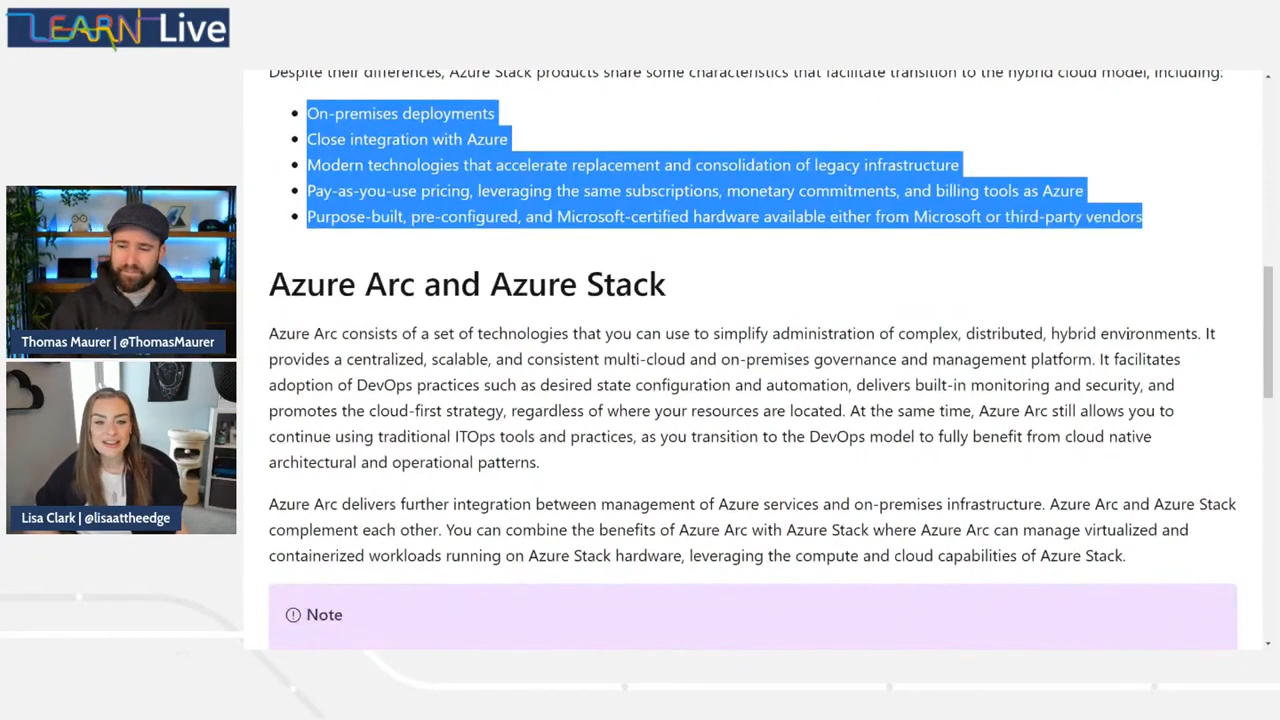 LEARN Live
Despite their differences, Azure Stack products share some characteristics that facilitate transition to the hybrid cloud model, including:
• On-premises deployments
• Close integration with Azure
• Modern technologies that accelerate replacement and consolidation of legacy infrastructure
• Pay-as-you-use pricing, leveraging the same subscriptions, monetary commitments, and billing tools as Azure
• Purpose-built, pre-configured, and Microsoft-certified hardware available either from Microsoft or third-party vendors
Azure Arc and Azure Stack
Azure Arc consists of a set of technologies that you can use to simplify administration of complex, distributed, hybrid environments. It
provides a centralized, scalable, and consistent multi-cloud and on-premises governance and management platform. It facilitates
adoption of DevOps practices such as desired state configuration and automation, delivers built-in monitoring and security, and
promotes the cloud-first strategy, regardless of where your resources are located. At the same time, Azure Arc still allows you to
continue using traditional ITOps tools and practices, as you transition to the DevOps model to fully benefit from cloud native
architectural and operational patterns.
Azure Arc delivers further integration between management of Azure services and on-premises infrastructure. Azure Arc and Azure Stack
complement each other. You can combine the benefits of Azure Arc with Azure Stack where Azure Arc can manage virtualized and
containerized workloads running on Azure Stack hardware, leveraging the compute and cloud capabilities of Azure Stack.
Note
Thomas Maurer | @ThomasMaurer
Lisa Clark | @lisaattheedge